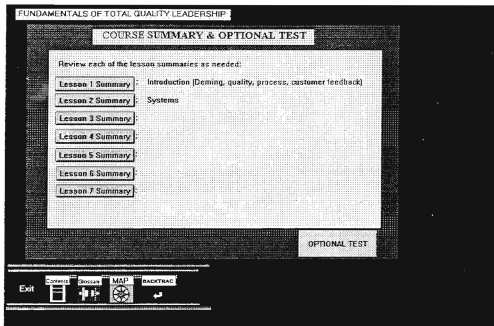 FUNDAMENTALS OF TOTAL QUALITY LEADERSHIP
COURSE SUMMARY & OPTIONAL TEST
Review each of the lesson summaries as needed:
Lesson 1 Summary : Introduction (Deming, quality, process, customer feedback)
Lesson 2 Summary : Systems
Lesson 3 Summary :
Lesson 4 Summary :
Lesson 5 Summary :
Lesson 6 Summary :
Lesson 7 Summary :
OPTIONAL TEST
Exit Contents Glossary MAP BACKTRAC